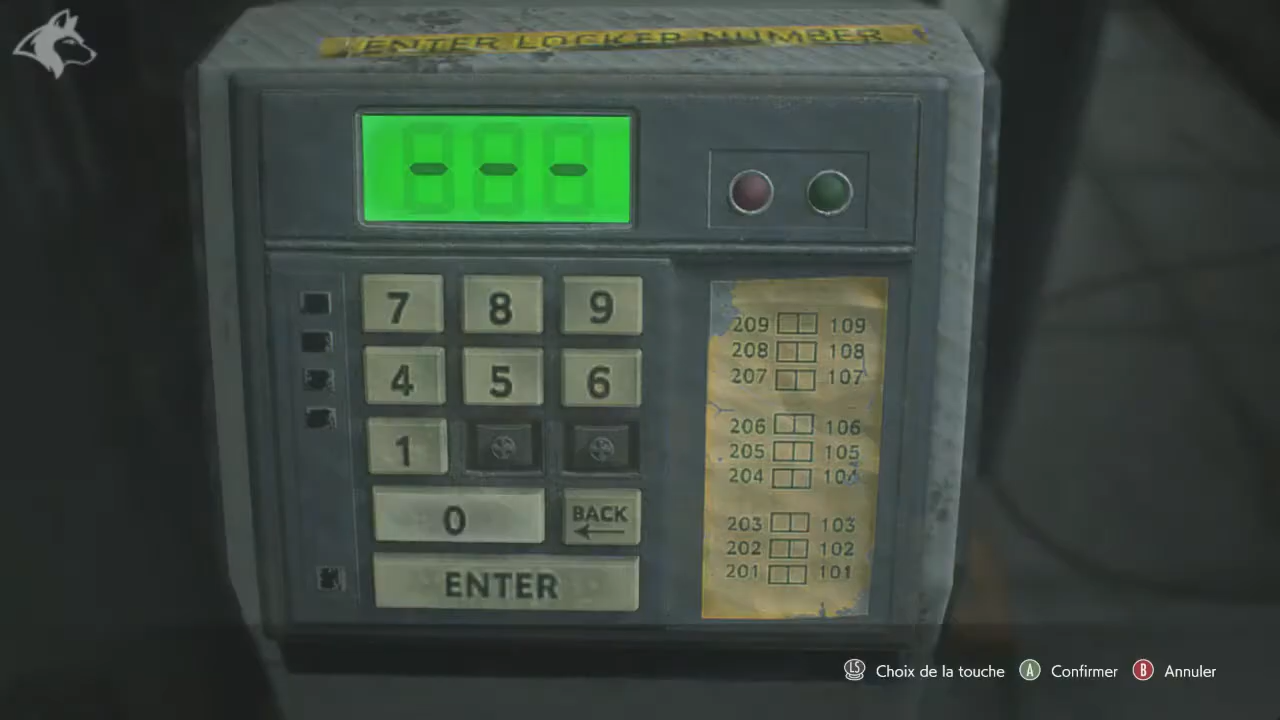 ENTER LOCKER NUMBER
7 8 9
4 5 6
1
0 BACK
ENTER
209 109
208 108
207 107
206 106
205 105
204 104
203 103
202 102
201 101
LS Choix de la touche A Confirmer B Annuler